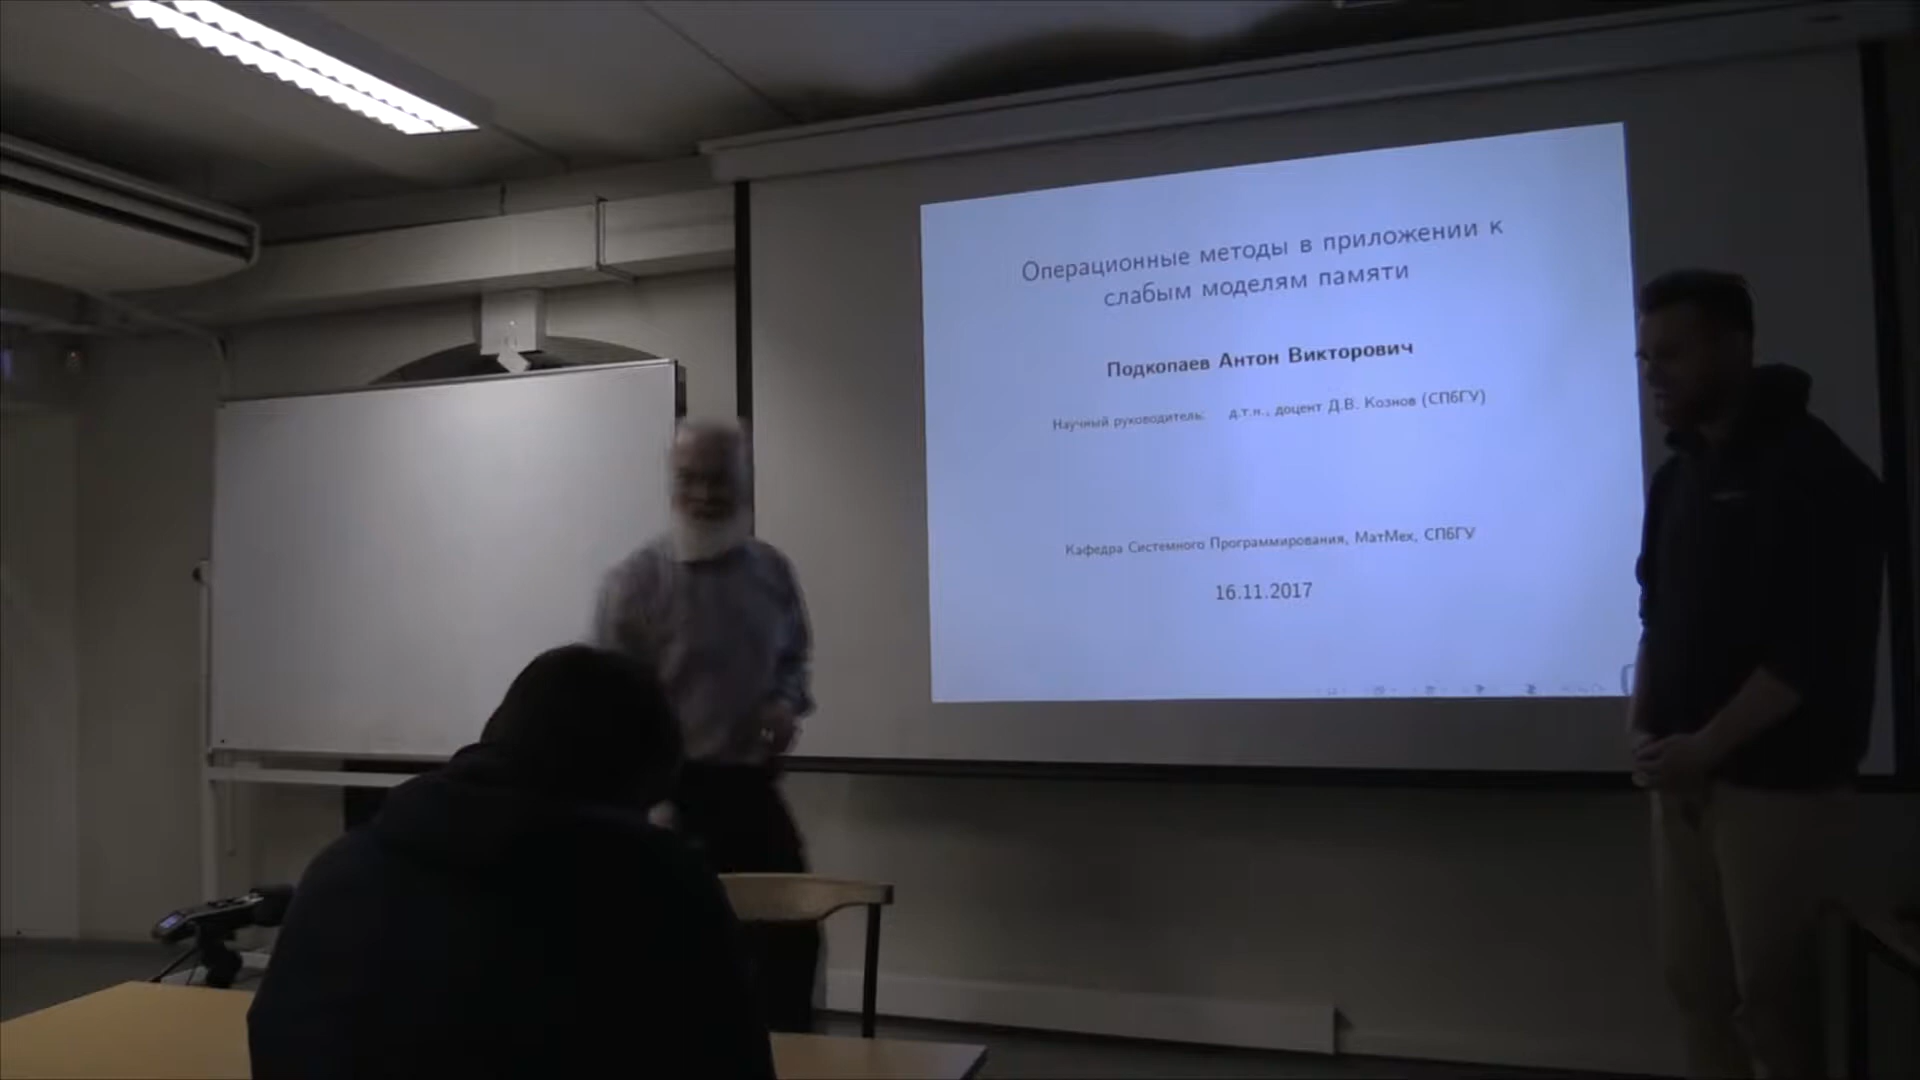 Операционные методы в приложении к
слабым моделям памяти
Подкопаев Антон Викторович
Научный руководитель: д.т.н., доцент Д.В. Кознов (СПбГУ)
Кафедра Системного Программирования, МатМех, СПбГУ
16.11.2017